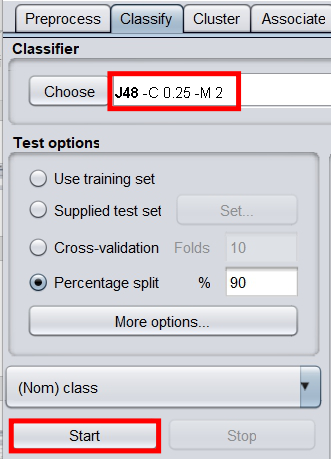 Preprocess Classify Cluster Associate
Classifier
Choose J48 -C 0.25 -M 2
Test options
Use training set
Supplied test set Set...
Cross-validation Folds 10
Percentage split % 90
More options...
(Nom) class
Start Stop